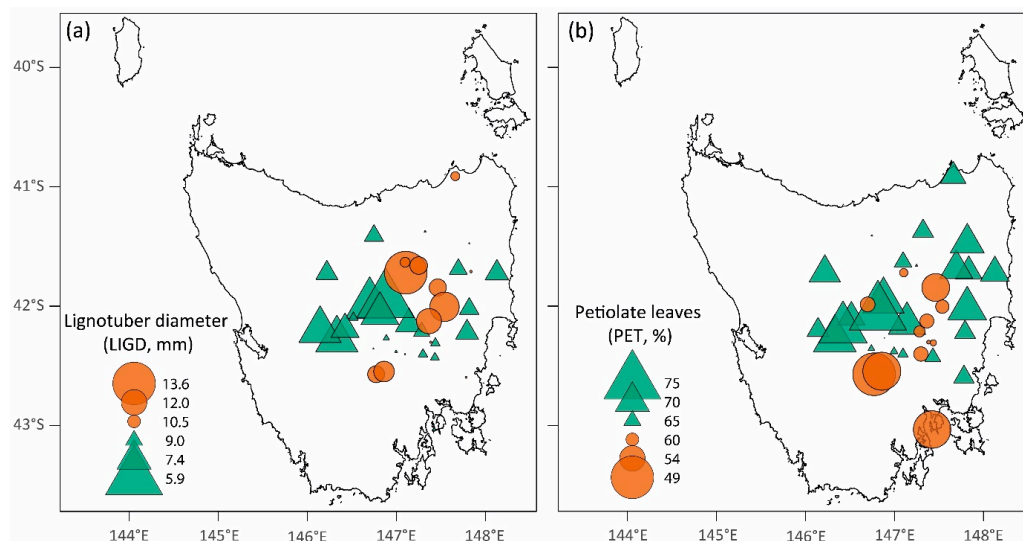 (a)
40°S
41°S
42°S
43°S
Lignotuber diameter
(LIGD, mm)
13.6
12.0
10.5
9.0
7.4
5.9
144°E 145°E 146°E 147°E 148°E
(b)
Petiolate leaves
(PET, %)
75
70
65
60
54
49
144°E 145°E 146°E 147°E 148°E